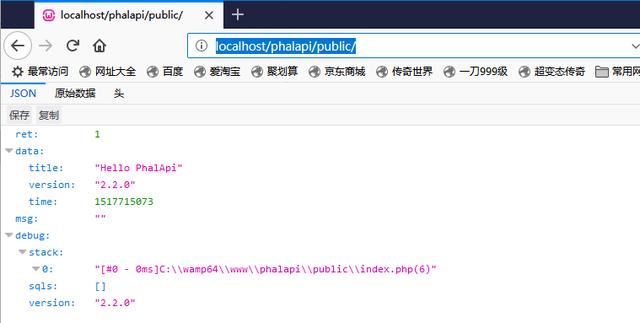 localhost/phalapi/public/
localhost/phalapi/public/
最常访问 网址大全 百度 爱淘宝 聚划算 京东商城 传奇世界 一刀999级 超变态传奇 常用网
JSON 原始数据 头
保存 复制
ret: 1
data:
title: "Hello PhalApi"
version: "2.2.0"
time: 1517715073
msg: ""
debug:
stack:
0: "[#0 - 0ms]C:\\wamp64\\www\\phalapi\\public\\index.php(6)"
sqls: []
version: "2.2.0"